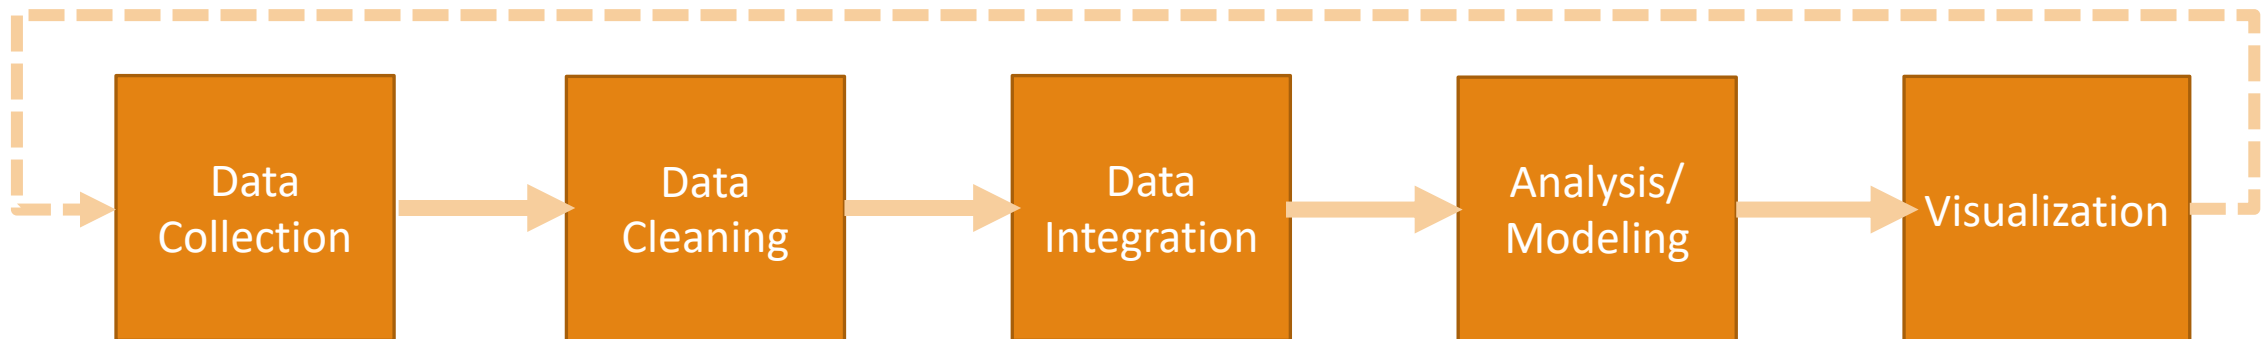 Data
Collection
Data
Cleaning
Data
Integration
Analysis/
Modeling
Visualization